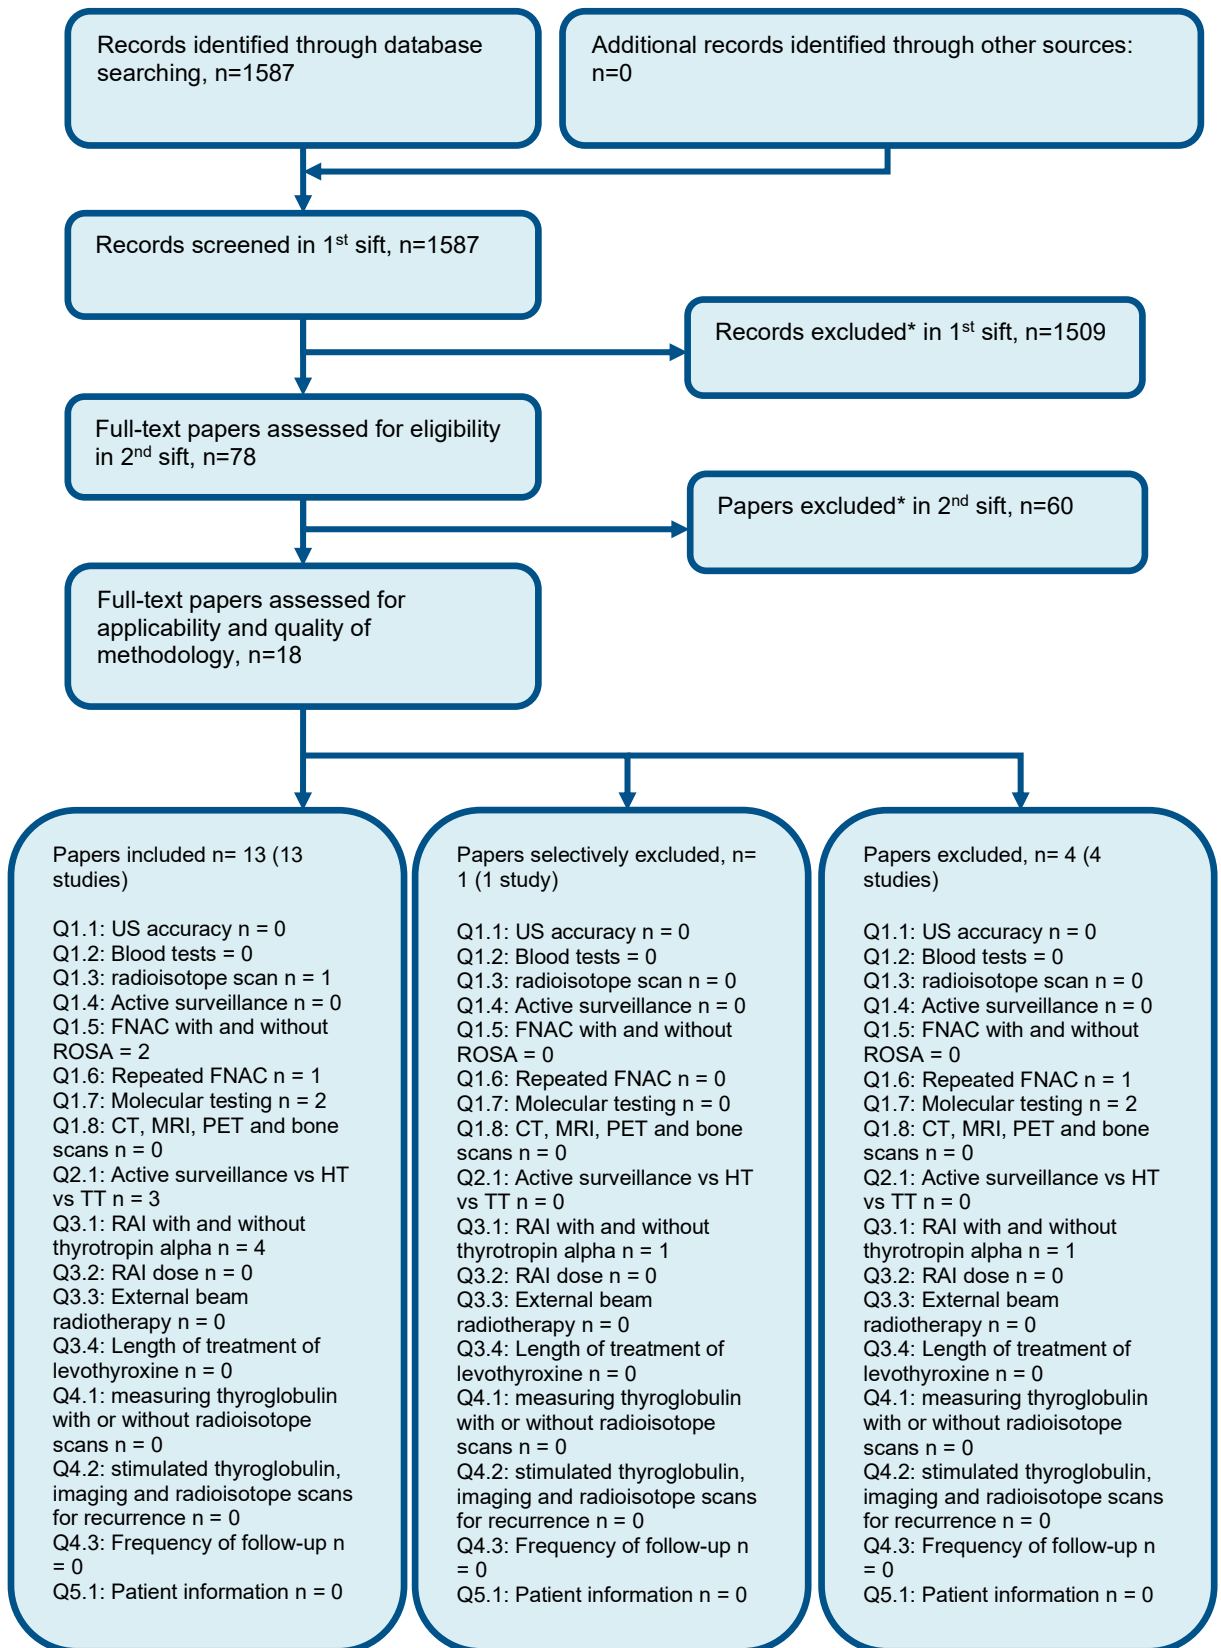 Records identified through database
searching, n=1587
Additional records identified through other sources:
n=0
Records screened in 1st sift, n=1587
Records excluded* in 1st sift, n=1509
Full-text papers assessed for eligibility
in 2nd sift, n=78
Papers excluded* in 2nd sift, n=60
Full-text papers assessed for
applicability and quality of
methodology, n=18
Papers included n= 13 (13
studies)
Q1.1: US accuracy n = 0
Q1.2: Blood tests = 0
Q1.3: radioisotope scan n = 1
Q1.4: Active surveillance n = 0
Q1.5: FNAC with and without
ROSA = 2
Q1.6: Repeated FNAC n = 1
Q1.7: Molecular testing n = 2
Q1.8: CT, MRI, PET and bone
scans n = 0
Q2.1: Active surveillance vs HT
vs TT n = 3
Q3.1: RAI with and without
thyrotropin alpha n = 4
Q3.2: RAI dose n = 0
Q3.3: External beam
radiotherapy n = 0
Q3.4: Length of treatment of
levothyroxine n = 0
Q4.1: measuring thyroglobulin
with or without radioisotope
scans n = 0
Q4.2: stimulated thyroglobulin,
imaging and radioisotope scans
for recurrence n = 0
Q4.3: Frequency of follow-up n
= 0
Q5.1: Patient information n = 0
Papers selectively excluded, n=
1 (1 study)
Q1.1: US accuracy n = 0
Q1.2: Blood tests = 0
Q1.3: radioisotope scan n = 0
Q1.4: Active surveillance n = 0
Q1.5: FNAC with and without
ROSA = 0
Q1.6: Repeated FNAC n = 0
Q1.7: Molecular testing n = 0
Q1.8: CT, MRI, PET and bone
scans n = 0
Q2.1: Active surveillance vs HT
vs TT n = 0
Q3.1: RAI with and without
thyrotropin alpha n = 1
Q3.2: RAI dose n = 0
Q3.3: External beam
radiotherapy n = 0
Q3.4: Length of treatment of
levothyroxine n = 0
Q4.1: measuring thyroglobulin
with or without radioisotope
scans n = 0
Q4.2: stimulated thyroglobulin,
imaging and radioisotope scans
for recurrence n = 0
Q4.3: Frequency of follow-up n
= 0
Q5.1: Patient information n = 0
Papers excluded, n= 4 (4
studies)
Q1.1: US accuracy n = 0
Q1.2: Blood tests = 0
Q1.3: radioisotope scan n = 0
Q1.4: Active surveillance n = 0
Q1.5: FNAC with and without
ROSA = 0
Q1.6: Repeated FNAC n = 1
Q1.7: Molecular testing n = 2
Q1.8: CT, MRI, PET and bone
scans n = 0
Q2.1: Active surveillance vs HT
vs TT n = 0
Q3.1: RAI with and without
thyrotropin alpha n = 1
Q3.2: RAI dose n = 0
Q3.3: External beam
radiotherapy n = 0
Q3.4: Length of treatment of
levothyroxine n = 0
Q4.1: measuring thyroglobulin
with or without radioisotope
scans n = 0
Q4.2: stimulated thyroglobulin,
imaging and radioisotope scans
for recurrence n = 0
Q4.3: Frequency of follow-up n
= 0
Q5.1: Patient information n = 0